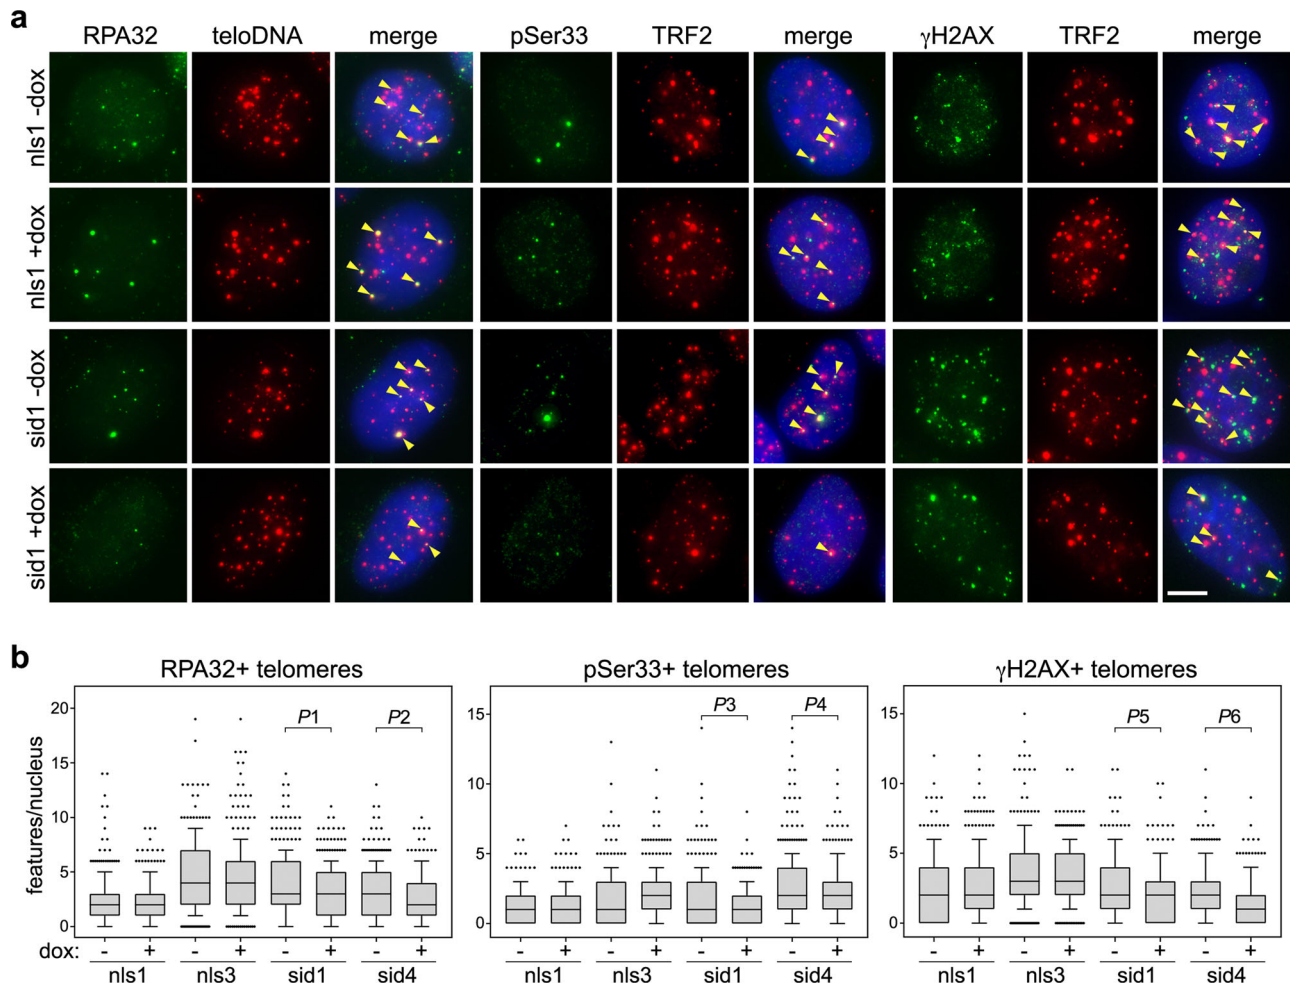 a
RPA32 teloDNA merge pSer33 TRF2 merge γH2AX TRF2 merge
nls1 -dox
nls1 +dox
sid1 -dox
sid1 +dox
b
RPA32+ telomeres pSer33+ telomeres γH2AX+ telomeres
features/nucleus
20
15
10
5
0
P1 P2
15
10
5
0
P3 P4
15
10
5
0
P5 P6
dox: - + - + - + - + - + - + - + - + - + - + - + - +
nls1 nls3 sid1 sid4 nls1 nls3 sid1 sid4 nls1 nls3 sid1 sid4